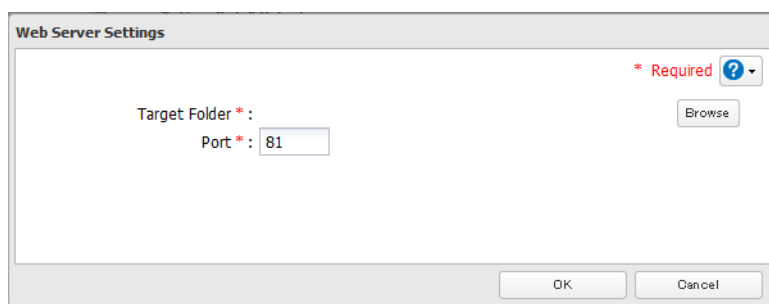 Web Server Settings
* Required ?
Target Folder * :
Browse
Port * : 81
OK
Cancel